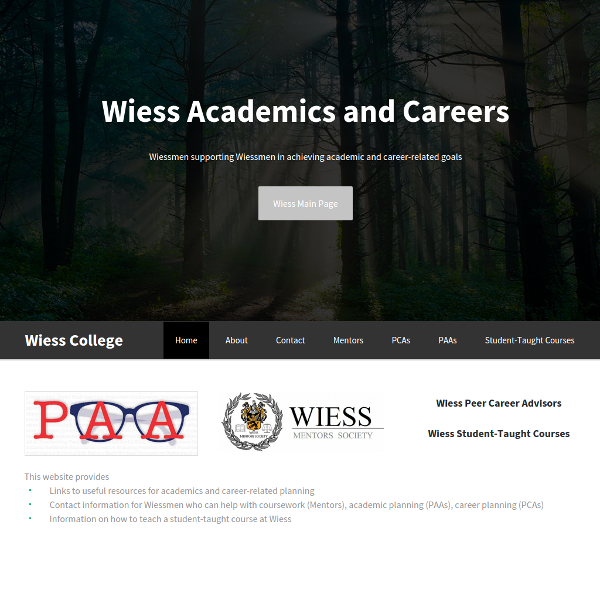 Wiess Academics and Careers
Wiessmen supporting Wiessmen in achieving academic and career-related goals
Wiess Main Page
Wiess College
Home About Contact Mentors PCAs PAAs Student-Taught Courses
PAA
WIESS
MENTORS SOCIETY
Wiess Peer Career Advisors
Wiess Student-Taught Courses
This website provides
Links to useful resources for academics and career-related planning
Contact information for Wiessmen who can help with coursework (Mentors), academic planning (PAAs), career planning (PCAs)
Information on how to teach a student-taught course at Wiess